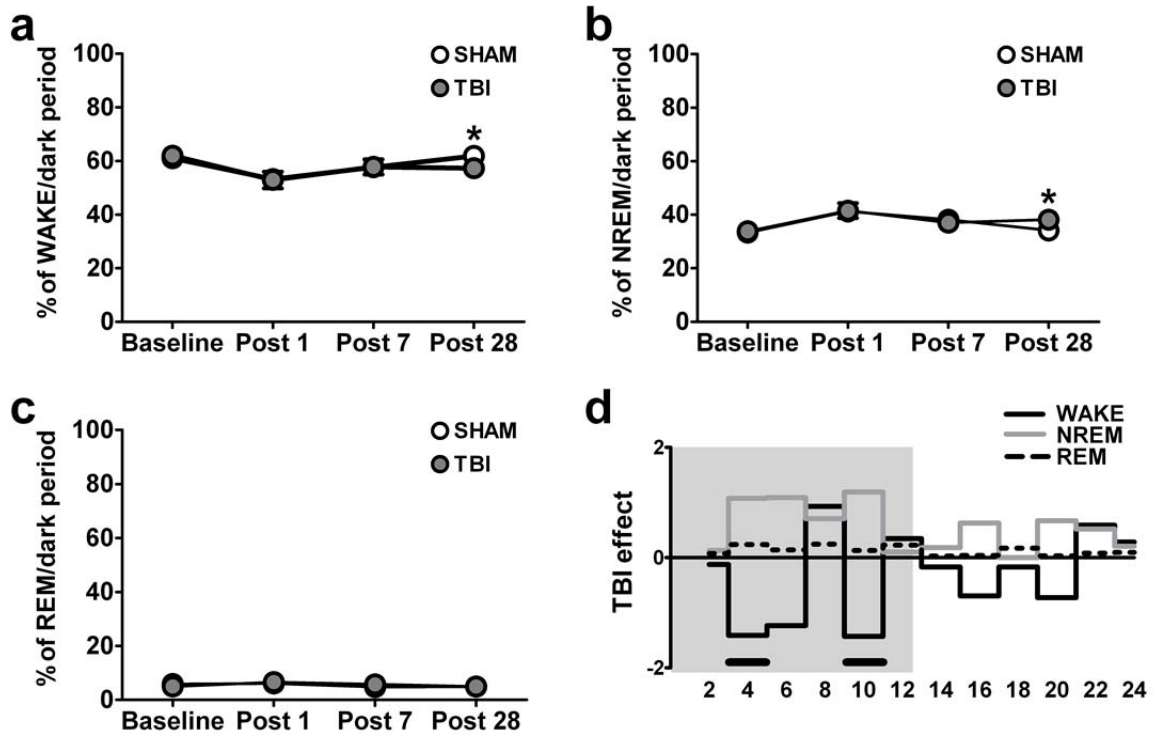 a
% of WAKE/dark period
100
80
60
40
20
0
SHAM
TBI
*
Baseline Post 1 Post 7 Post 28
b
% of NREM/dark period
100
80
60
40
20
0
SHAM
TBI
*
Baseline Post 1 Post 7 Post 28
c
% of REM/dark period
100
80
60
40
20
0
SHAM
TBI
Baseline Post 1 Post 7 Post 28
d
WAKE
NREM
REM
TBI effect
2
0
-2
2 4 6 8 10 12 14 16 18 20 22 24